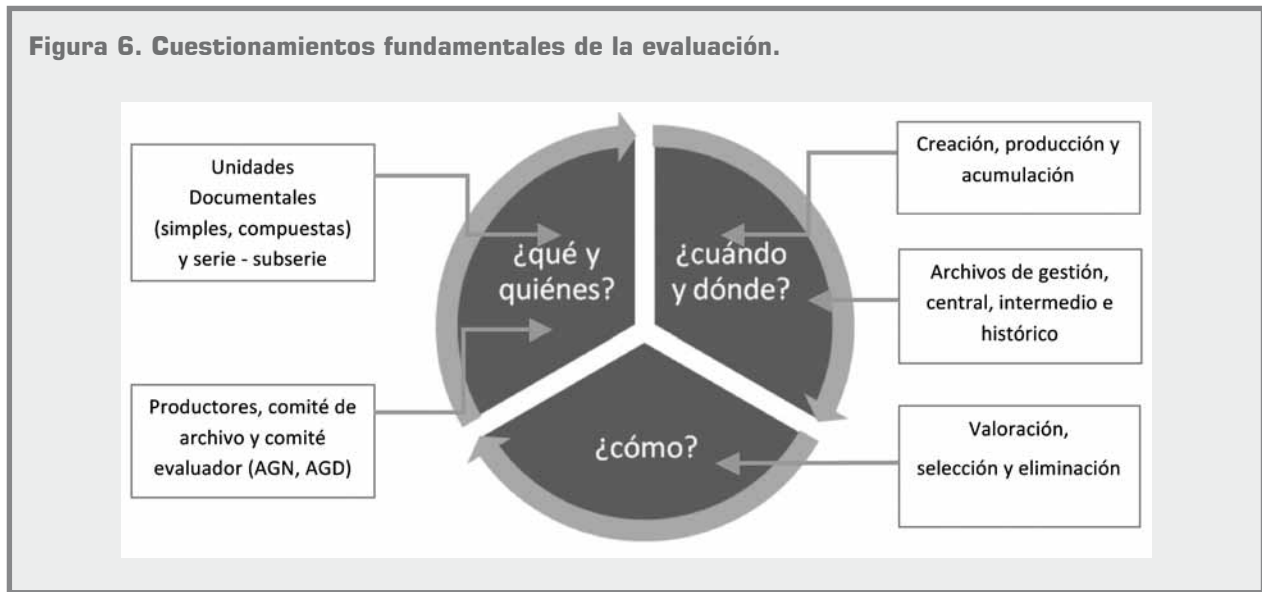 Figura 6. Cuestionamientos fundamentales de la evaluación.
Unidades
Documentales
(simples, compuestas)
y serie - subserie
Productores, comité de
archivo y comité
evaluador (AGN, AGD)
¿qué y
quiénes?
¿cuándo
y dónde?
¿cómo?
Creación, producción y
acumulación
Archivos de gestión,
central, intermedio e
histórico
Valoración,
selección y eliminación